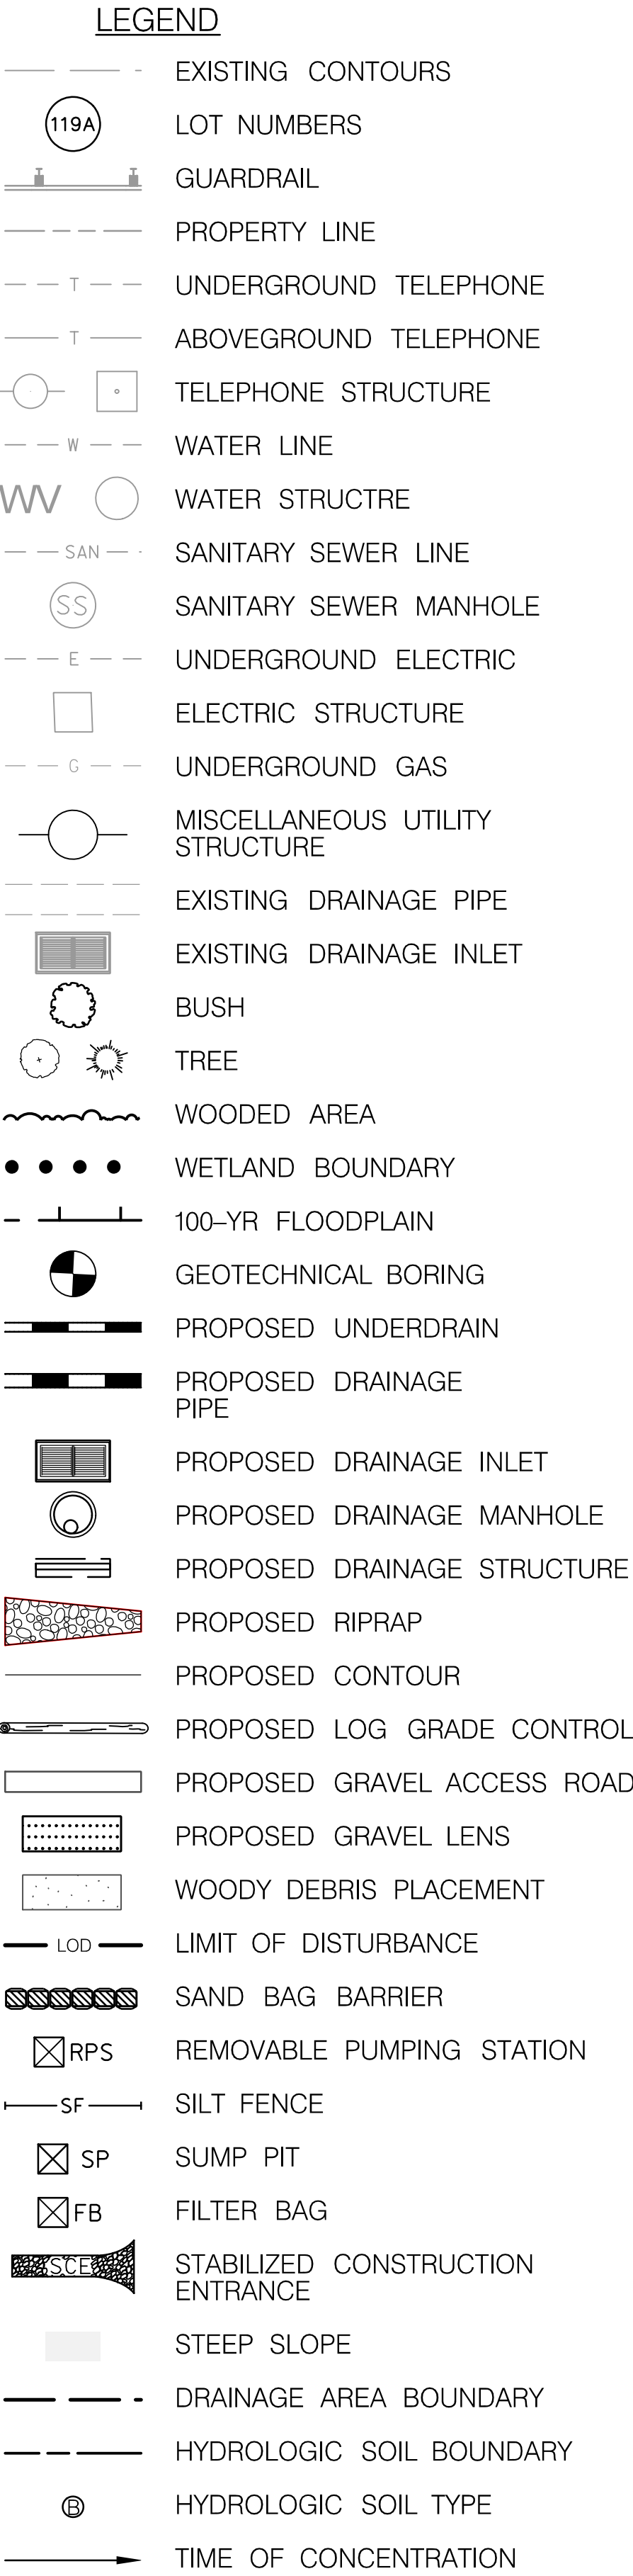 LEGEND
EXISTING CONTOURS
119A LOT NUMBERS
GUARDRAIL
PROPERTY LINE
T UNDERGROUND TELEPHONE
T ABOVEGROUND TELEPHONE
TELEPHONE STRUCTURE
W WATER LINE
WV WATER STRUCTRE
SAN SANITARY SEWER LINE
SS SANITARY SEWER MANHOLE
E UNDERGROUND ELECTRIC
ELECTRIC STRUCTURE
G UNDERGROUND GAS
MISCELLANEOUS UTILITY
STRUCTURE
EXISTING DRAINAGE PIPE
EXISTING DRAINAGE INLET
BUSH
TREE
WOODED AREA
WETLAND BOUNDARY
100-YR FLOODPLAIN
GEOTECHNICAL BORING
PROPOSED UNDERDRAIN
PROPOSED DRAINAGE
PIPE
PROPOSED DRAINAGE INLET
PROPOSED DRAINAGE MANHOLE
PROPOSED DRAINAGE STRUCTURE
PROPOSED RIPRAP
PROPOSED CONTOUR
PROPOSED LOG GRADE CONTROL
PROPOSED GRAVEL ACCESS ROAD
PROPOSED GRAVEL LENS
WOODY DEBRIS PLACEMENT
LOD LIMIT OF DISTURBANCE
SAND BAG BARRIER
RPS REMOVABLE PUMPING STATION
SF SILT FENCE
SP SUMP PIT
FB FILTER BAG
SCE STABILIZED CONSTRUCTION
ENTRANCE
STEEP SLOPE
DRAINAGE AREA BOUNDARY
HYDROLOGIC SOIL BOUNDARY
B HYDROLOGIC SOIL TYPE
TIME OF CONCENTRATION